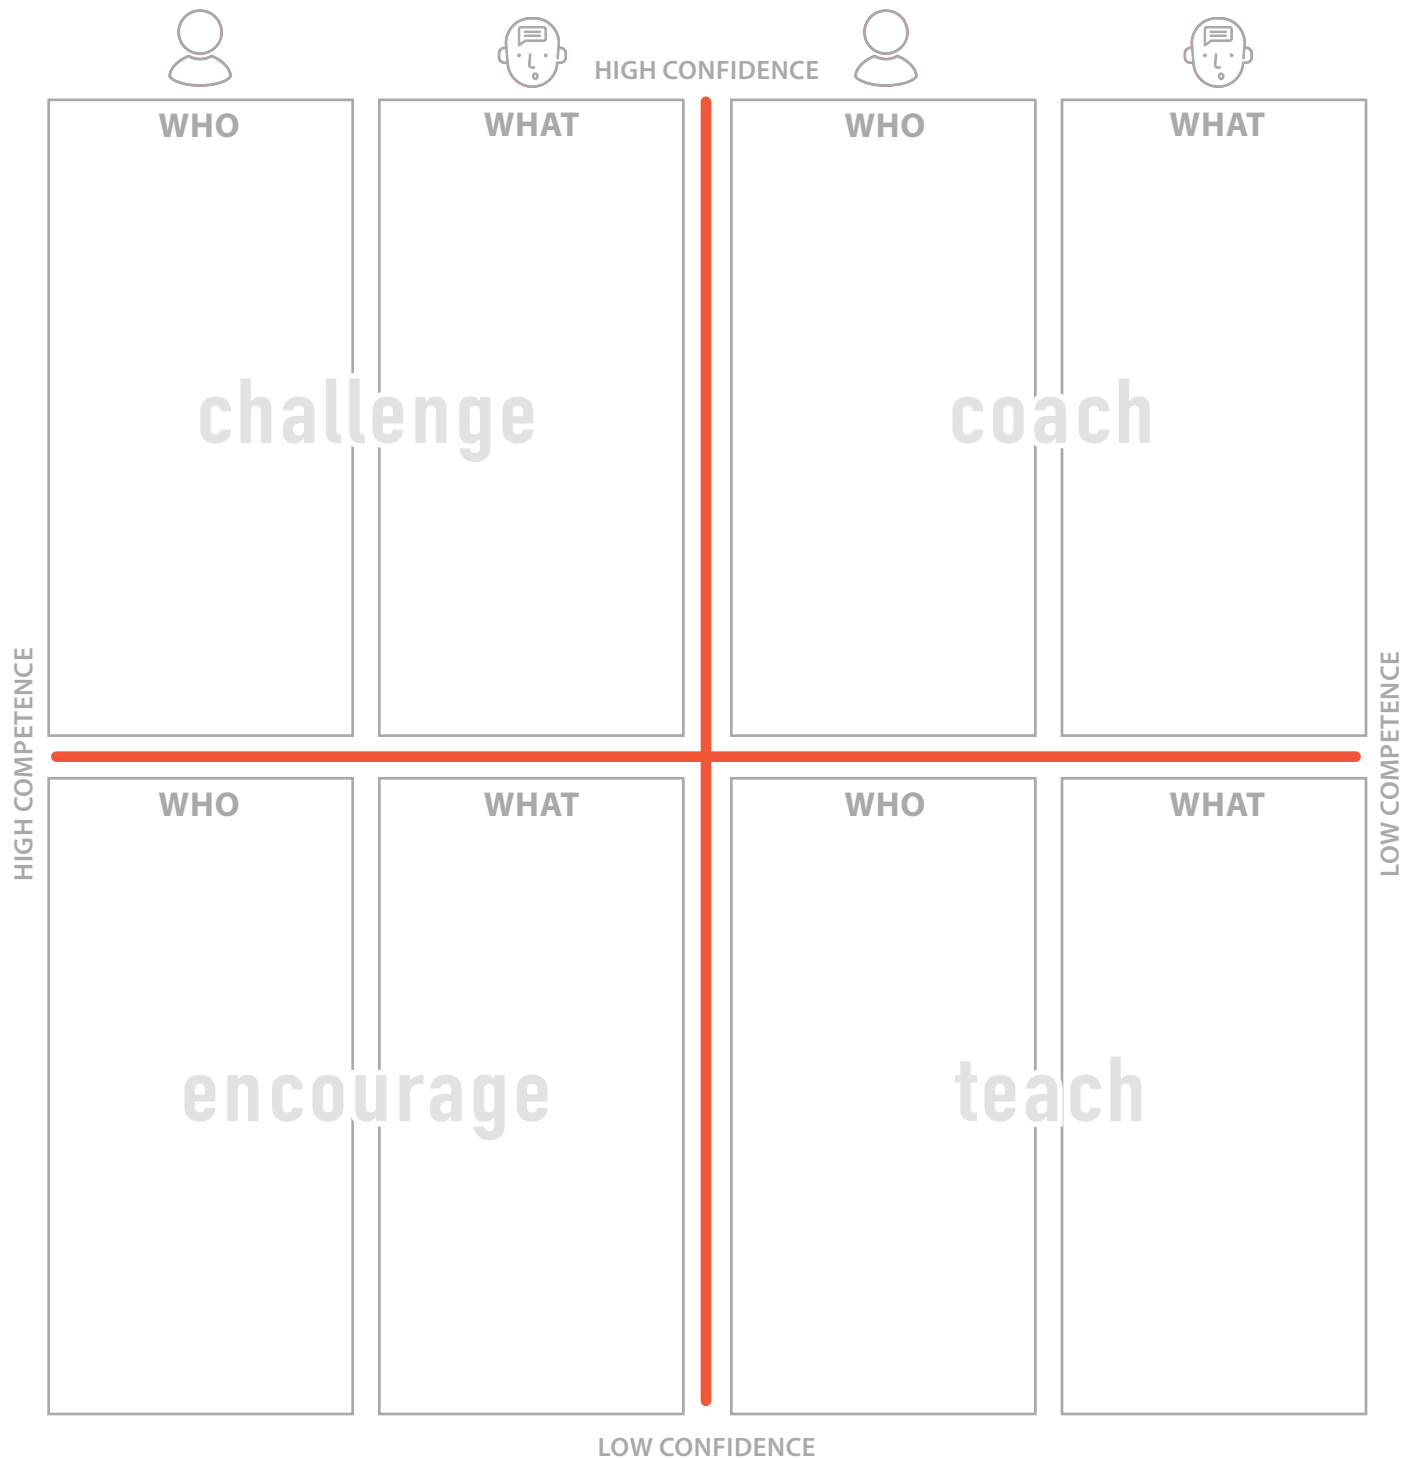 HIGH CONFIDENCE
WHO
WHAT
WHO
WHAT
challenge
coach
HIGH COMPETENCE
LOW COMPETENCE
WHO
WHAT
WHO
WHAT
encourage
teach
LOW CONFIDENCE